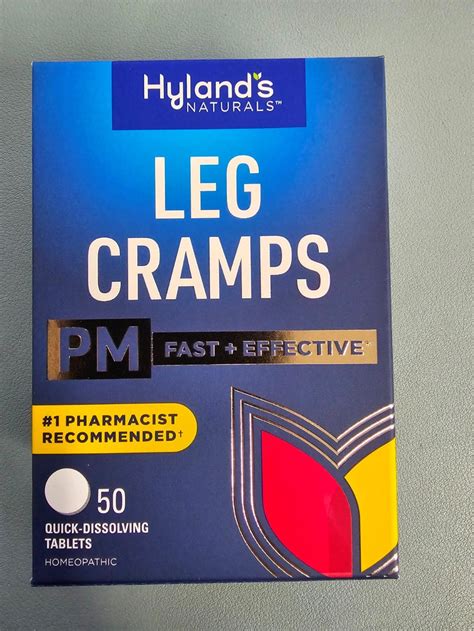 Hyland's
NATURALS™
LEG
CRAMPS
PM FAST + EFFECTIVE*
#1 PHARMACIST
RECOMMENDED†
50
QUICK-DISSOLVING
TABLETS
HOMEOPATHIC